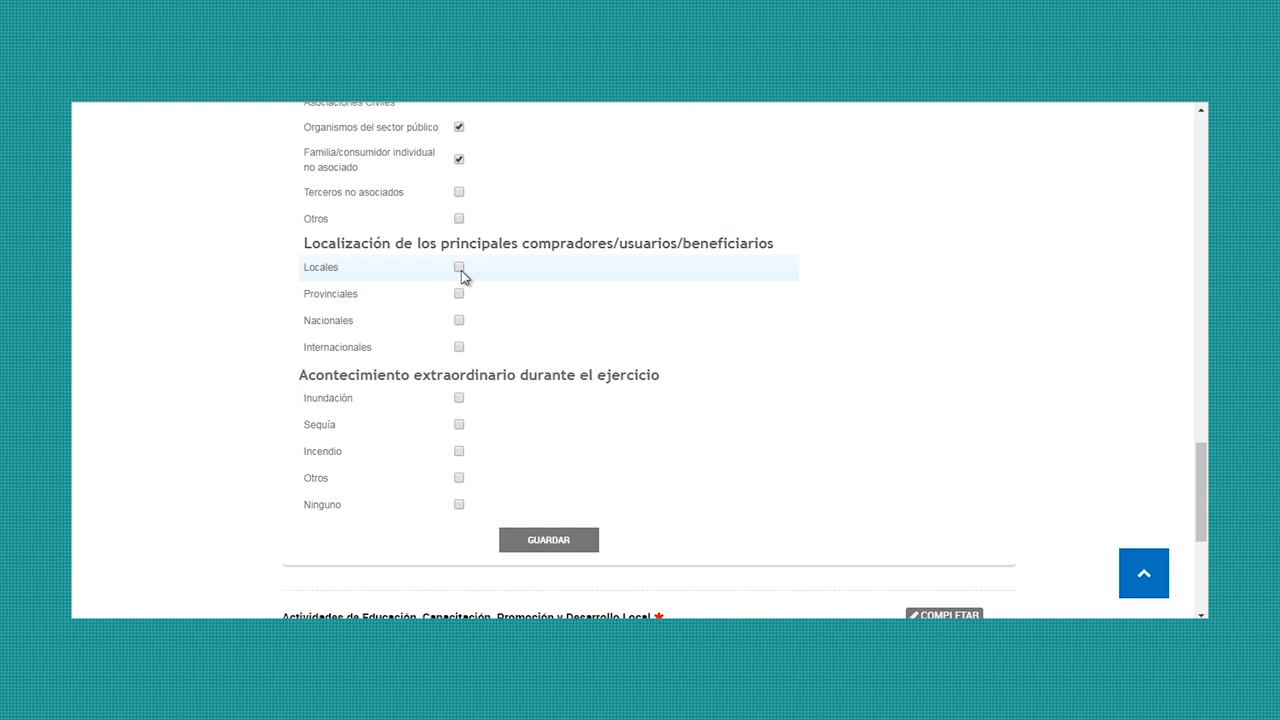 Asociaciones Civiles
Organismos del sector público
Familia/consumidor individual
no asociado
Terceros no asociados
Otros
Localización de los principales compradores/usuarios/beneficiarios
Locales
Provinciales
Nacionales
Internacionales
Acontecimiento extraordinario durante el ejercicio
Inundación
Sequía
Incendio
Otros
Ninguno
GUARDAR
Actividades de Educación, Capacitación, Promoción y Desarrollo Local *
COMPLETAR